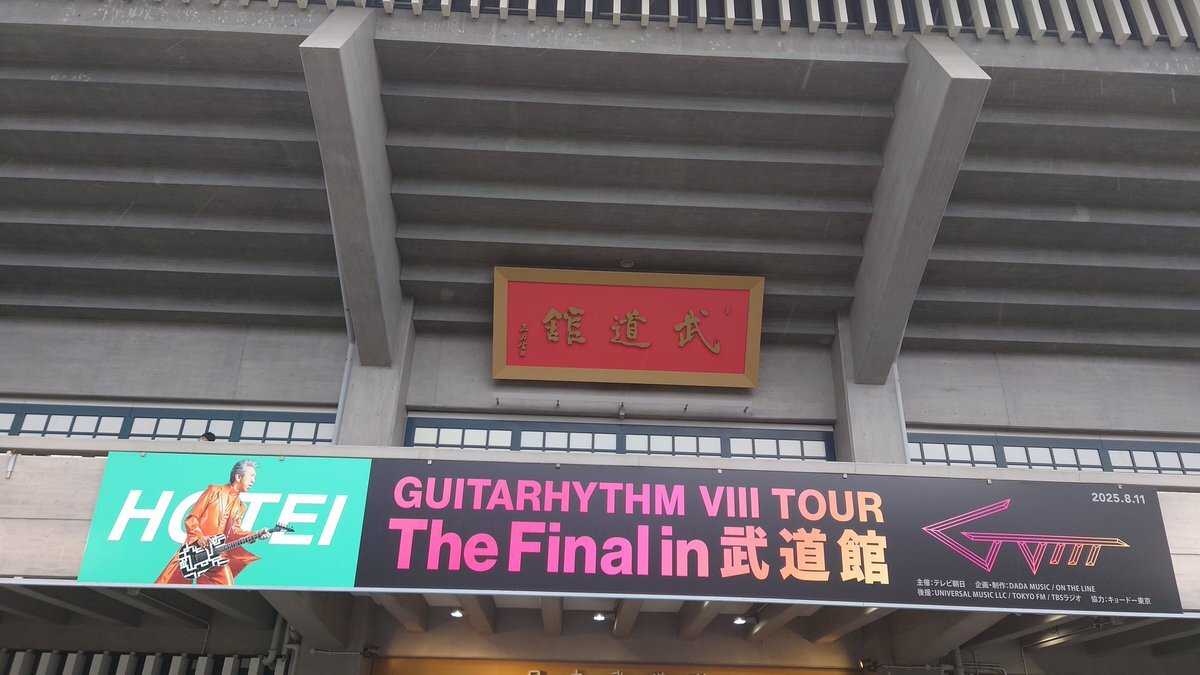 武道館
HOTEI
GUITARHYTHM VIII TOUR
The Final in 武道館
2025.8.11
主催:テレビ朝日 企画・制作:DADA MUSIC / ON THE LINE
後援:UNIVERSAL MUSIC LLC / TOKYO FM / TBSラジオ 協力:キョードー東京